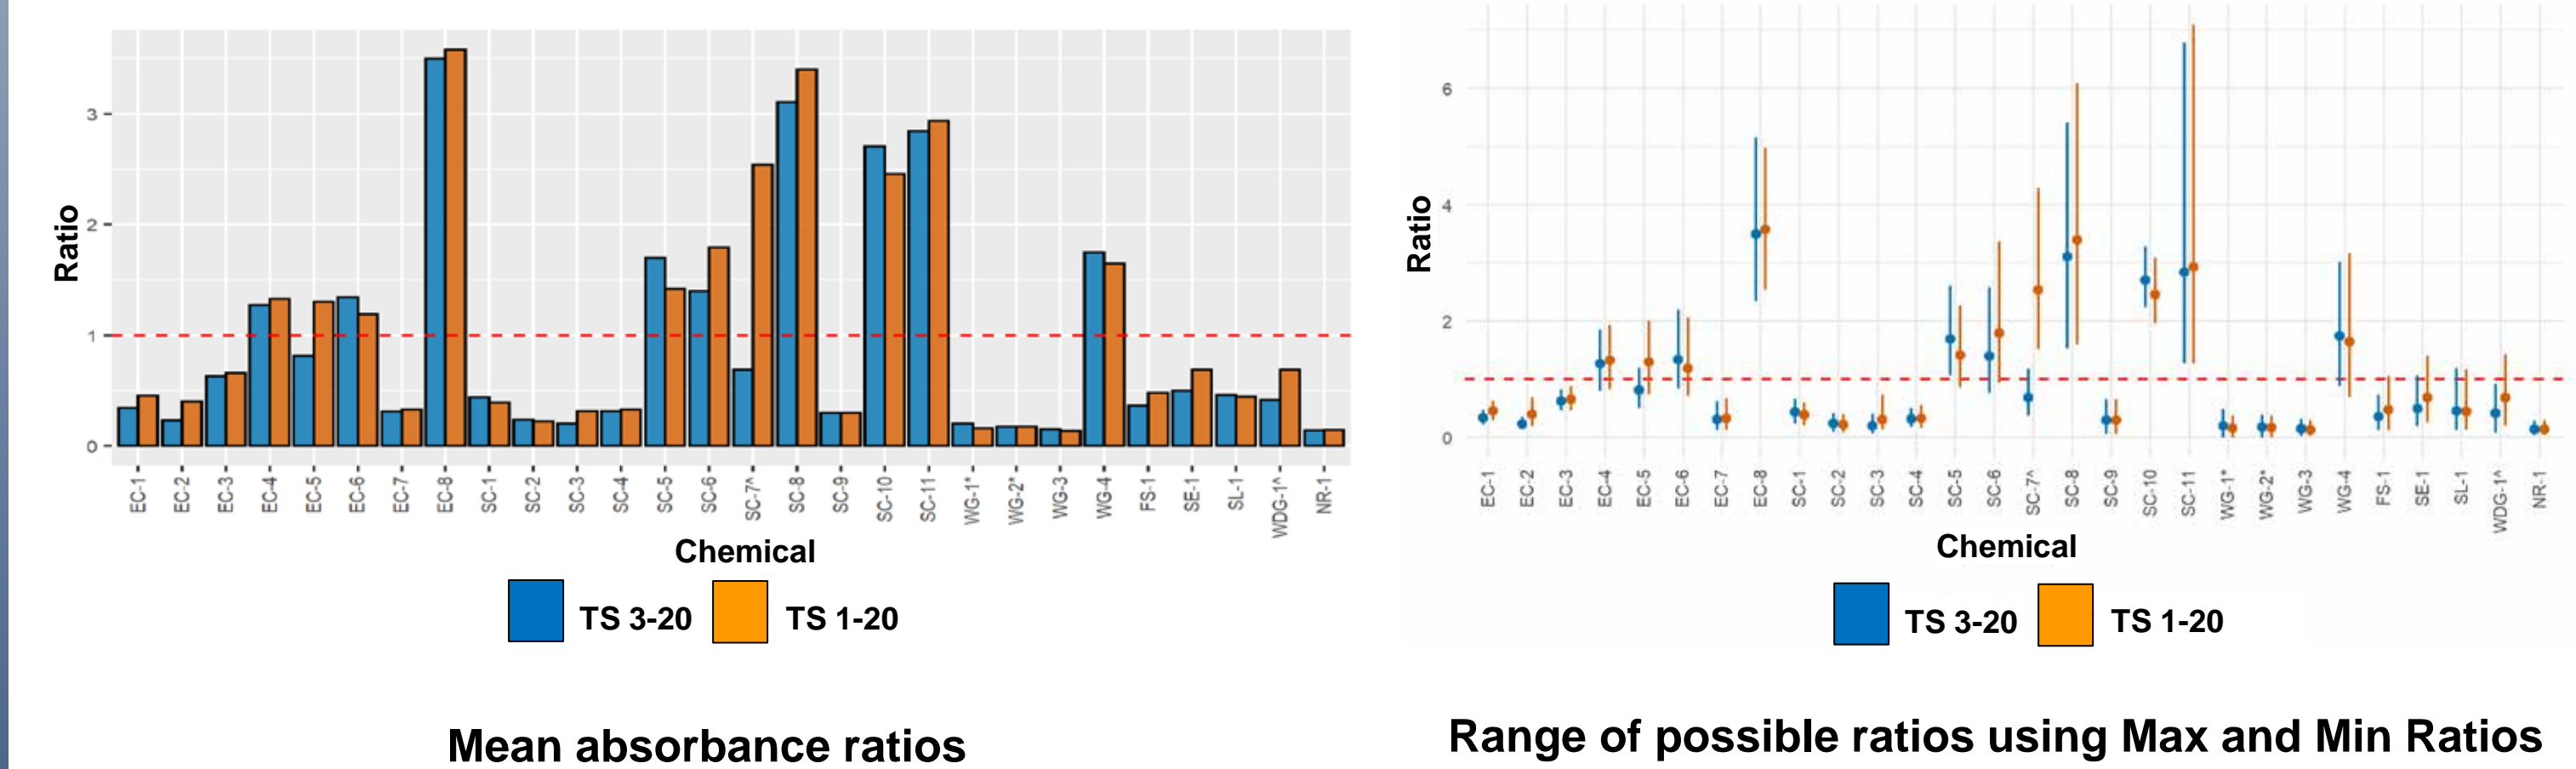 Ratio
3
2
1
0
EC-1
EC-2
EC-3
EC-4
EC-5
EC-6
EC-7
EC-8
SC-1
SC-2
SC-3
SC-4
SC-5
SC-6
SC-7^
SC-8
SC-9
SC-10
SC-11
WG-1*
WG-2*
WG-3
WG-4
FS-1
SE-1
SL-1
WDG-1^
NR-1
Chemical
TS 3-20
TS 1-20
Mean absorbance ratios
Ratio
6
4
2
0
EC-1
EC-2
EC-3
EC-4
EC-5
EC-6
EC-7
EC-8
SC-1
SC-2
SC-3
SC-4
SC-5
SC-6
SC-7^
SC-8
SC-9
SC-10
SC-11
WG-1*
WG-2*
WG-3
WG-4
FS-1
SE-1
SL-1
WDG-1^
NR-1
Chemical
TS 3-20
TS 1-20
Range of possible ratios using Max and Min Ratios